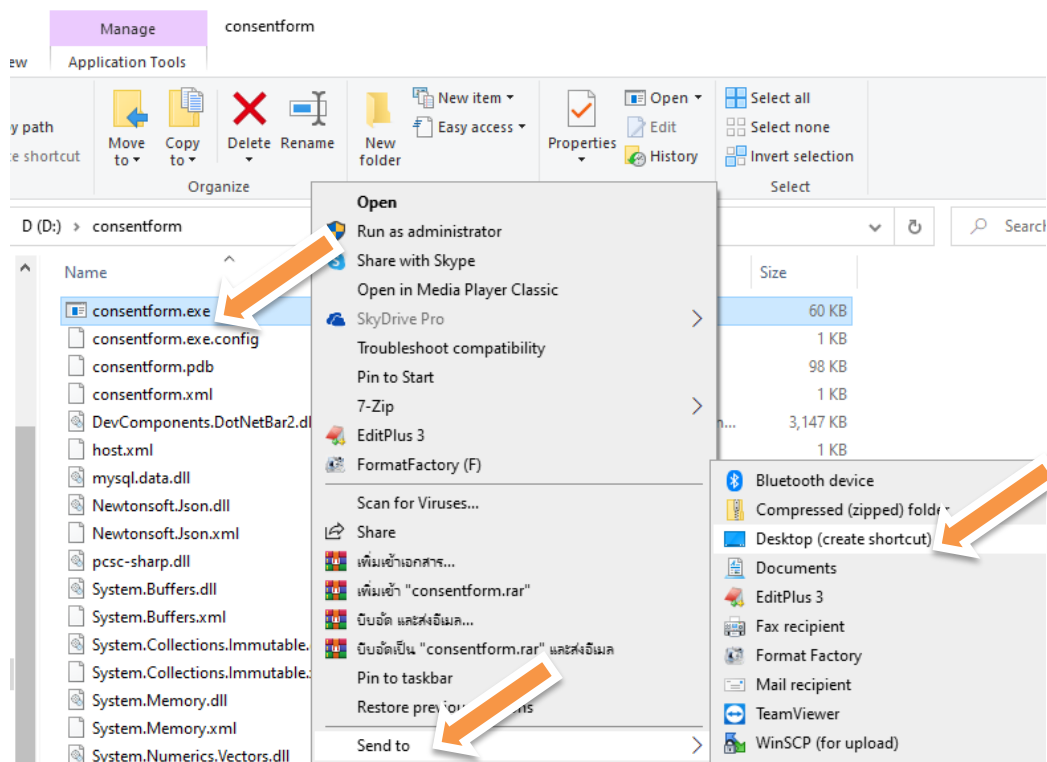 Manage
consentform
ew
Application Tools
y path
e shortcut
Move to
Copy to
Delete
Rename
New folder
New item
Easy access
Properties
Open
Edit
History
Select all
Select none
Invert selection
Organize
Select
D (D:) > consentform
Search
Name
Size
consentform.exe
60 KB
consentform.exe.config
1 KB
consentform.pdb
98 KB
consentform.xml
1 KB
DevComponents.DotNetBar2.dl
n...
3,147 KB
host.xml
1 KB
mysql.data.dll
Newtonsoft.Json.dll
Newtonsoft.Json.xml
pcsc-sharp.dll
System.Buffers.dll
System.Buffers.xml
System.Collections.Immutable.
System.Collections.Immutable.
System.Memory.dll
System.Memory.xml
System.Numerics.Vectors.dll
Open
Run as administrator
Share with Skype
Open in Media Player Classic
SkyDrive Pro
Troubleshoot compatibility
Pin to Start
7-Zip
EditPlus 3
FormatFactory (F)
Scan for Viruses...
Share
เพิ่มเข้าเอกสาร...
เพิ่มเข้า "consentform.rar"
บีบอัด และส่งอีเมล...
บีบอัดเป็น "consentform.rar" และส่งอีเมล
Pin to taskbar
Restore previous
Send to
Bluetooth device
Compressed (zipped) folder
Desktop (create shortcut)
Documents
EditPlus 3
Fax recipient
Format Factory
Mail recipient
TeamViewer
WinSCP (for upload)